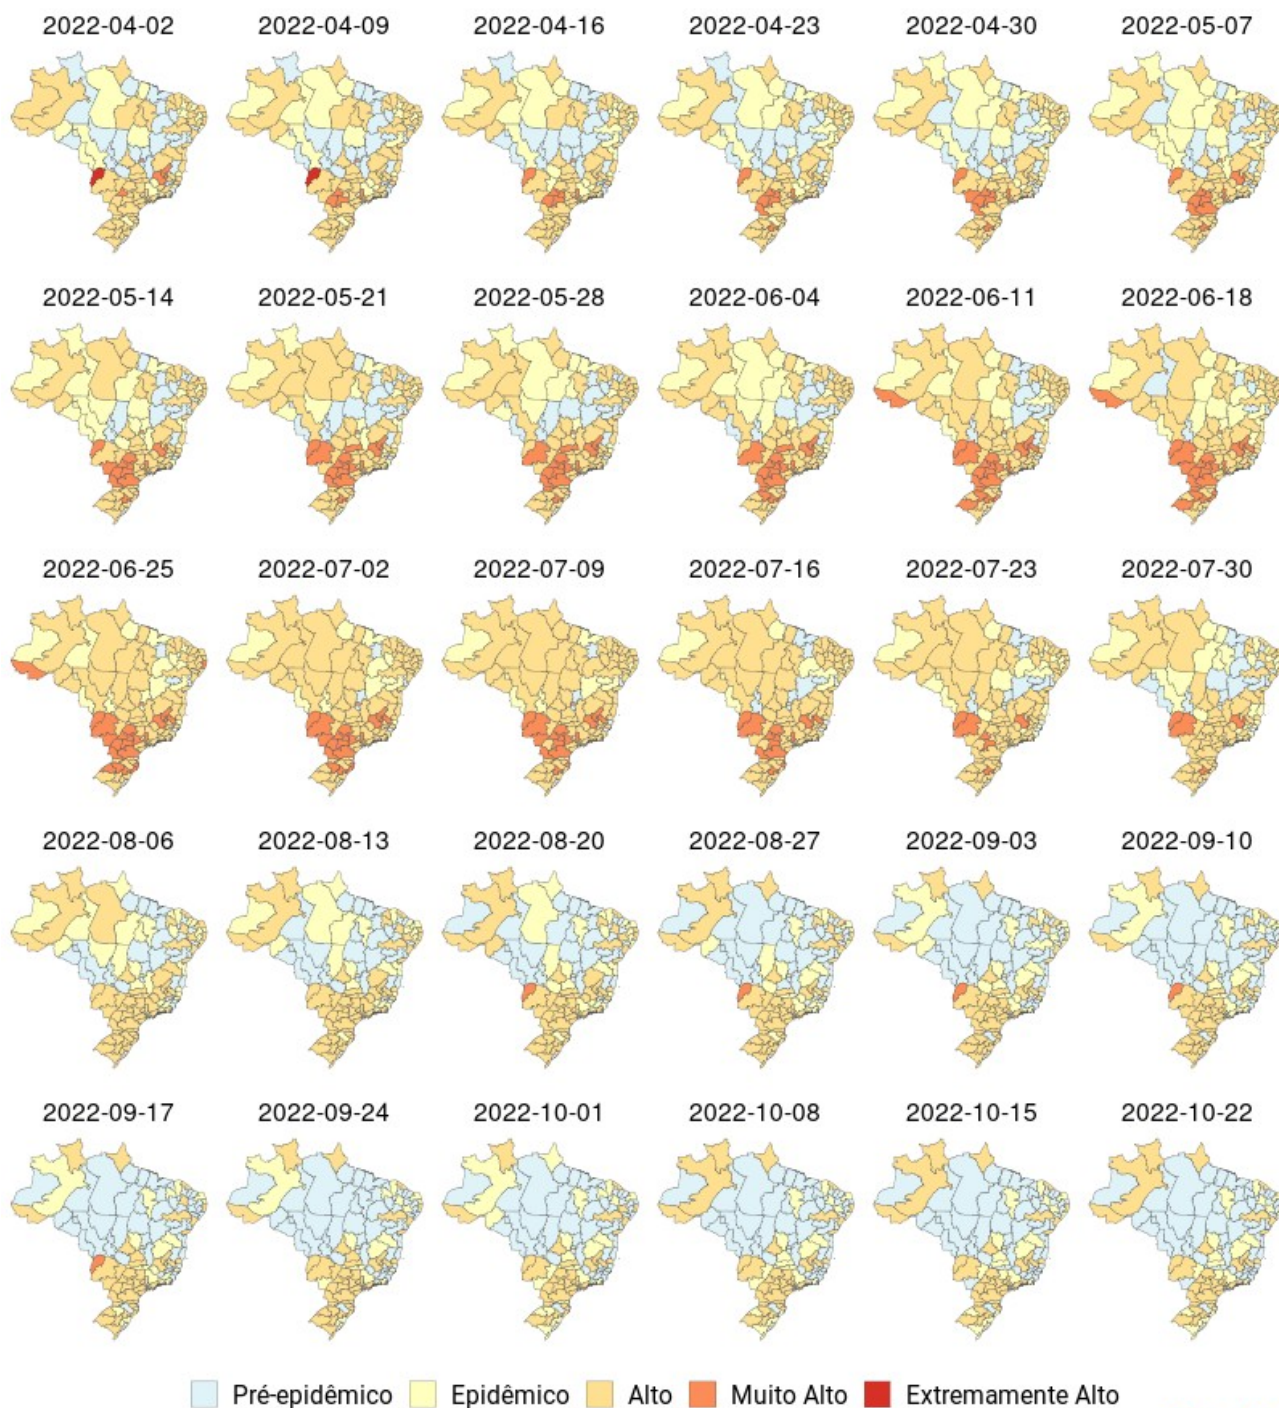 2022-04-02 2022-04-09 2022-04-16 2022-04-23 2022-04-30 2022-05-07
2022-05-14 2022-05-21 2022-05-28 2022-06-04 2022-06-11 2022-06-18
2022-06-25 2022-07-02 2022-07-09 2022-07-16 2022-07-23 2022-07-30
2022-08-06 2022-08-13 2022-08-20 2022-08-27 2022-09-03 2022-09-10
2022-09-17 2022-09-24 2022-10-01 2022-10-08 2022-10-15 2022-10-22
Pré-epidêmico Epidêmico Alto Muito Alto Extremamente Alto